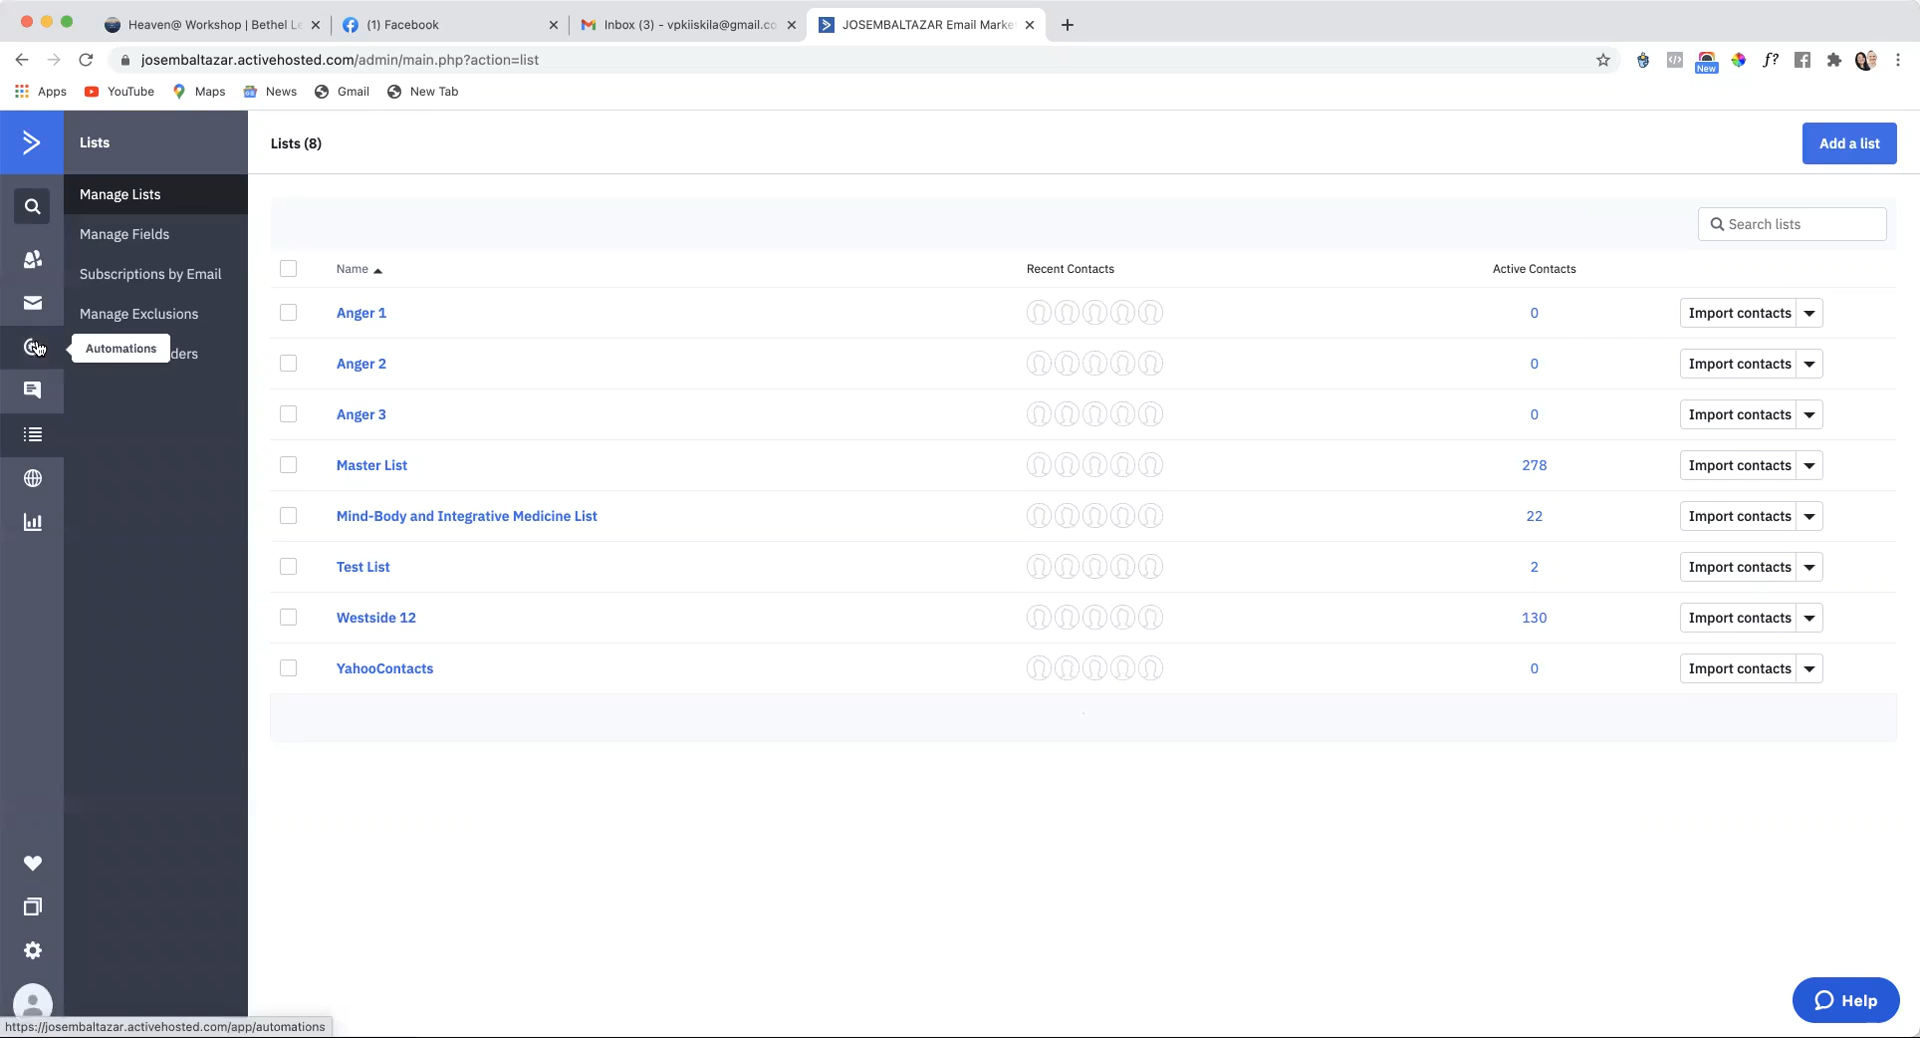 Heaven@ Workshop | Bethel Le
(1) Facebook
Inbox (3) - vpkiiskila@gmail.co
JOSEMBALTAZAR Email Marke
josembaltazar.activehosted.com/admin/main.php?action=list
New
f?
Apps
YouTube
Maps
News
Gmail
New Tab
Lists
Lists (8)
Add a list
Manage Lists
Manage Fields
Subscriptions by Email
Manage Exclusions
Automations
ders
Search lists
Name
Recent Contacts
Active Contacts
Anger 1
0
Import contacts
Anger 2
0
Import contacts
Anger 3
0
Import contacts
Master List
278
Import contacts
Mind-Body and Integrative Medicine List
22
Import contacts
Test List
2
Import contacts
Westside 12
130
Import contacts
YahooContacts
0
Import contacts
Help
https://josembaltazar.activehosted.com/app/automations